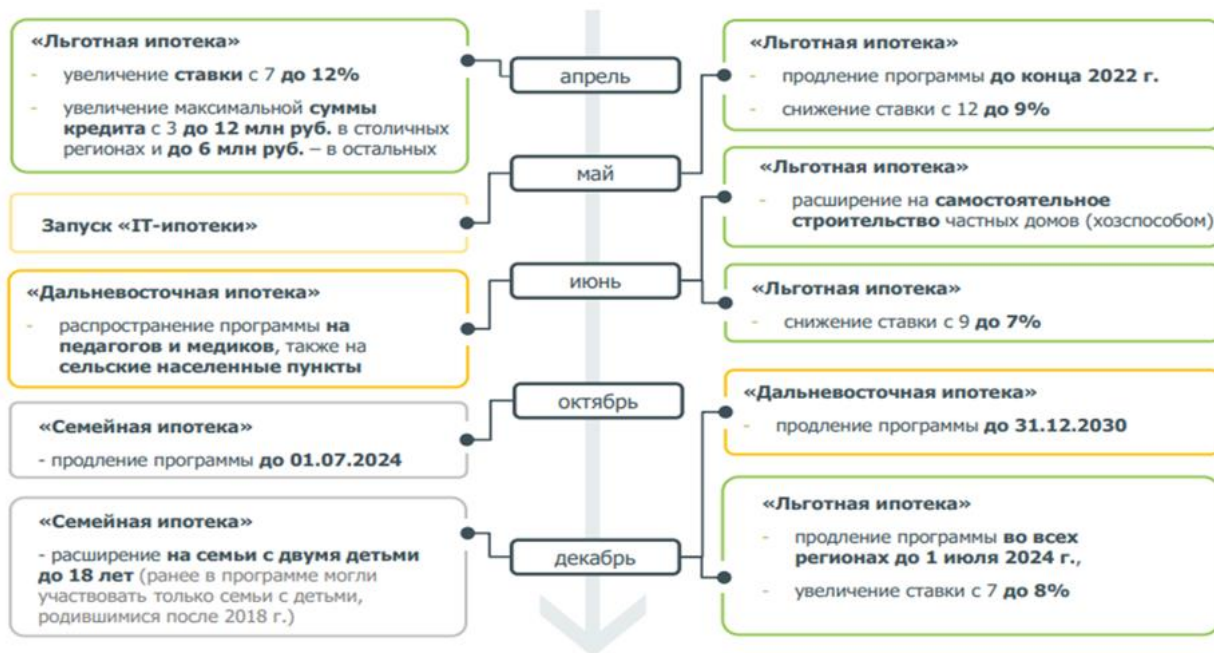 «Льготная ипотека»
- увеличение ставки с 7 до 12%
- увеличение максимальной суммы
кредита с 3 до 12 млн руб. в столичных
регионах и до 6 млн руб. – в остальных
апрель
«Льготная ипотека»
- продление программы до конца 2022 г.
- снижение ставки с 12 до 9%
май
Запуск «IT-ипотеки»
«Льготная ипотека»
- расширение на самостоятельное
строительство частных домов (хозспособом)
июнь
«Дальневосточная ипотека»
- распространение программы на
педагогов и медиков, также на
сельские населенные пункты
«Льготная ипотека»
- снижение ставки с 9 до 7%
октябрь
«Семейная ипотека»
- продление программы до 01.07.2024
«Дальневосточная ипотека»
- продление программы до 31.12.2030
«Семейная ипотека»
- расширение на семьи с двумя детьми
до 18 лет (ранее в программе могли
участвовать только семьи с детьми,
родившимися после 2018 г.)
декабрь
«Льготная ипотека»
- продление программы во всех
регионах до 1 июля 2024 г.,
- увеличение ставки с 7 до 8%